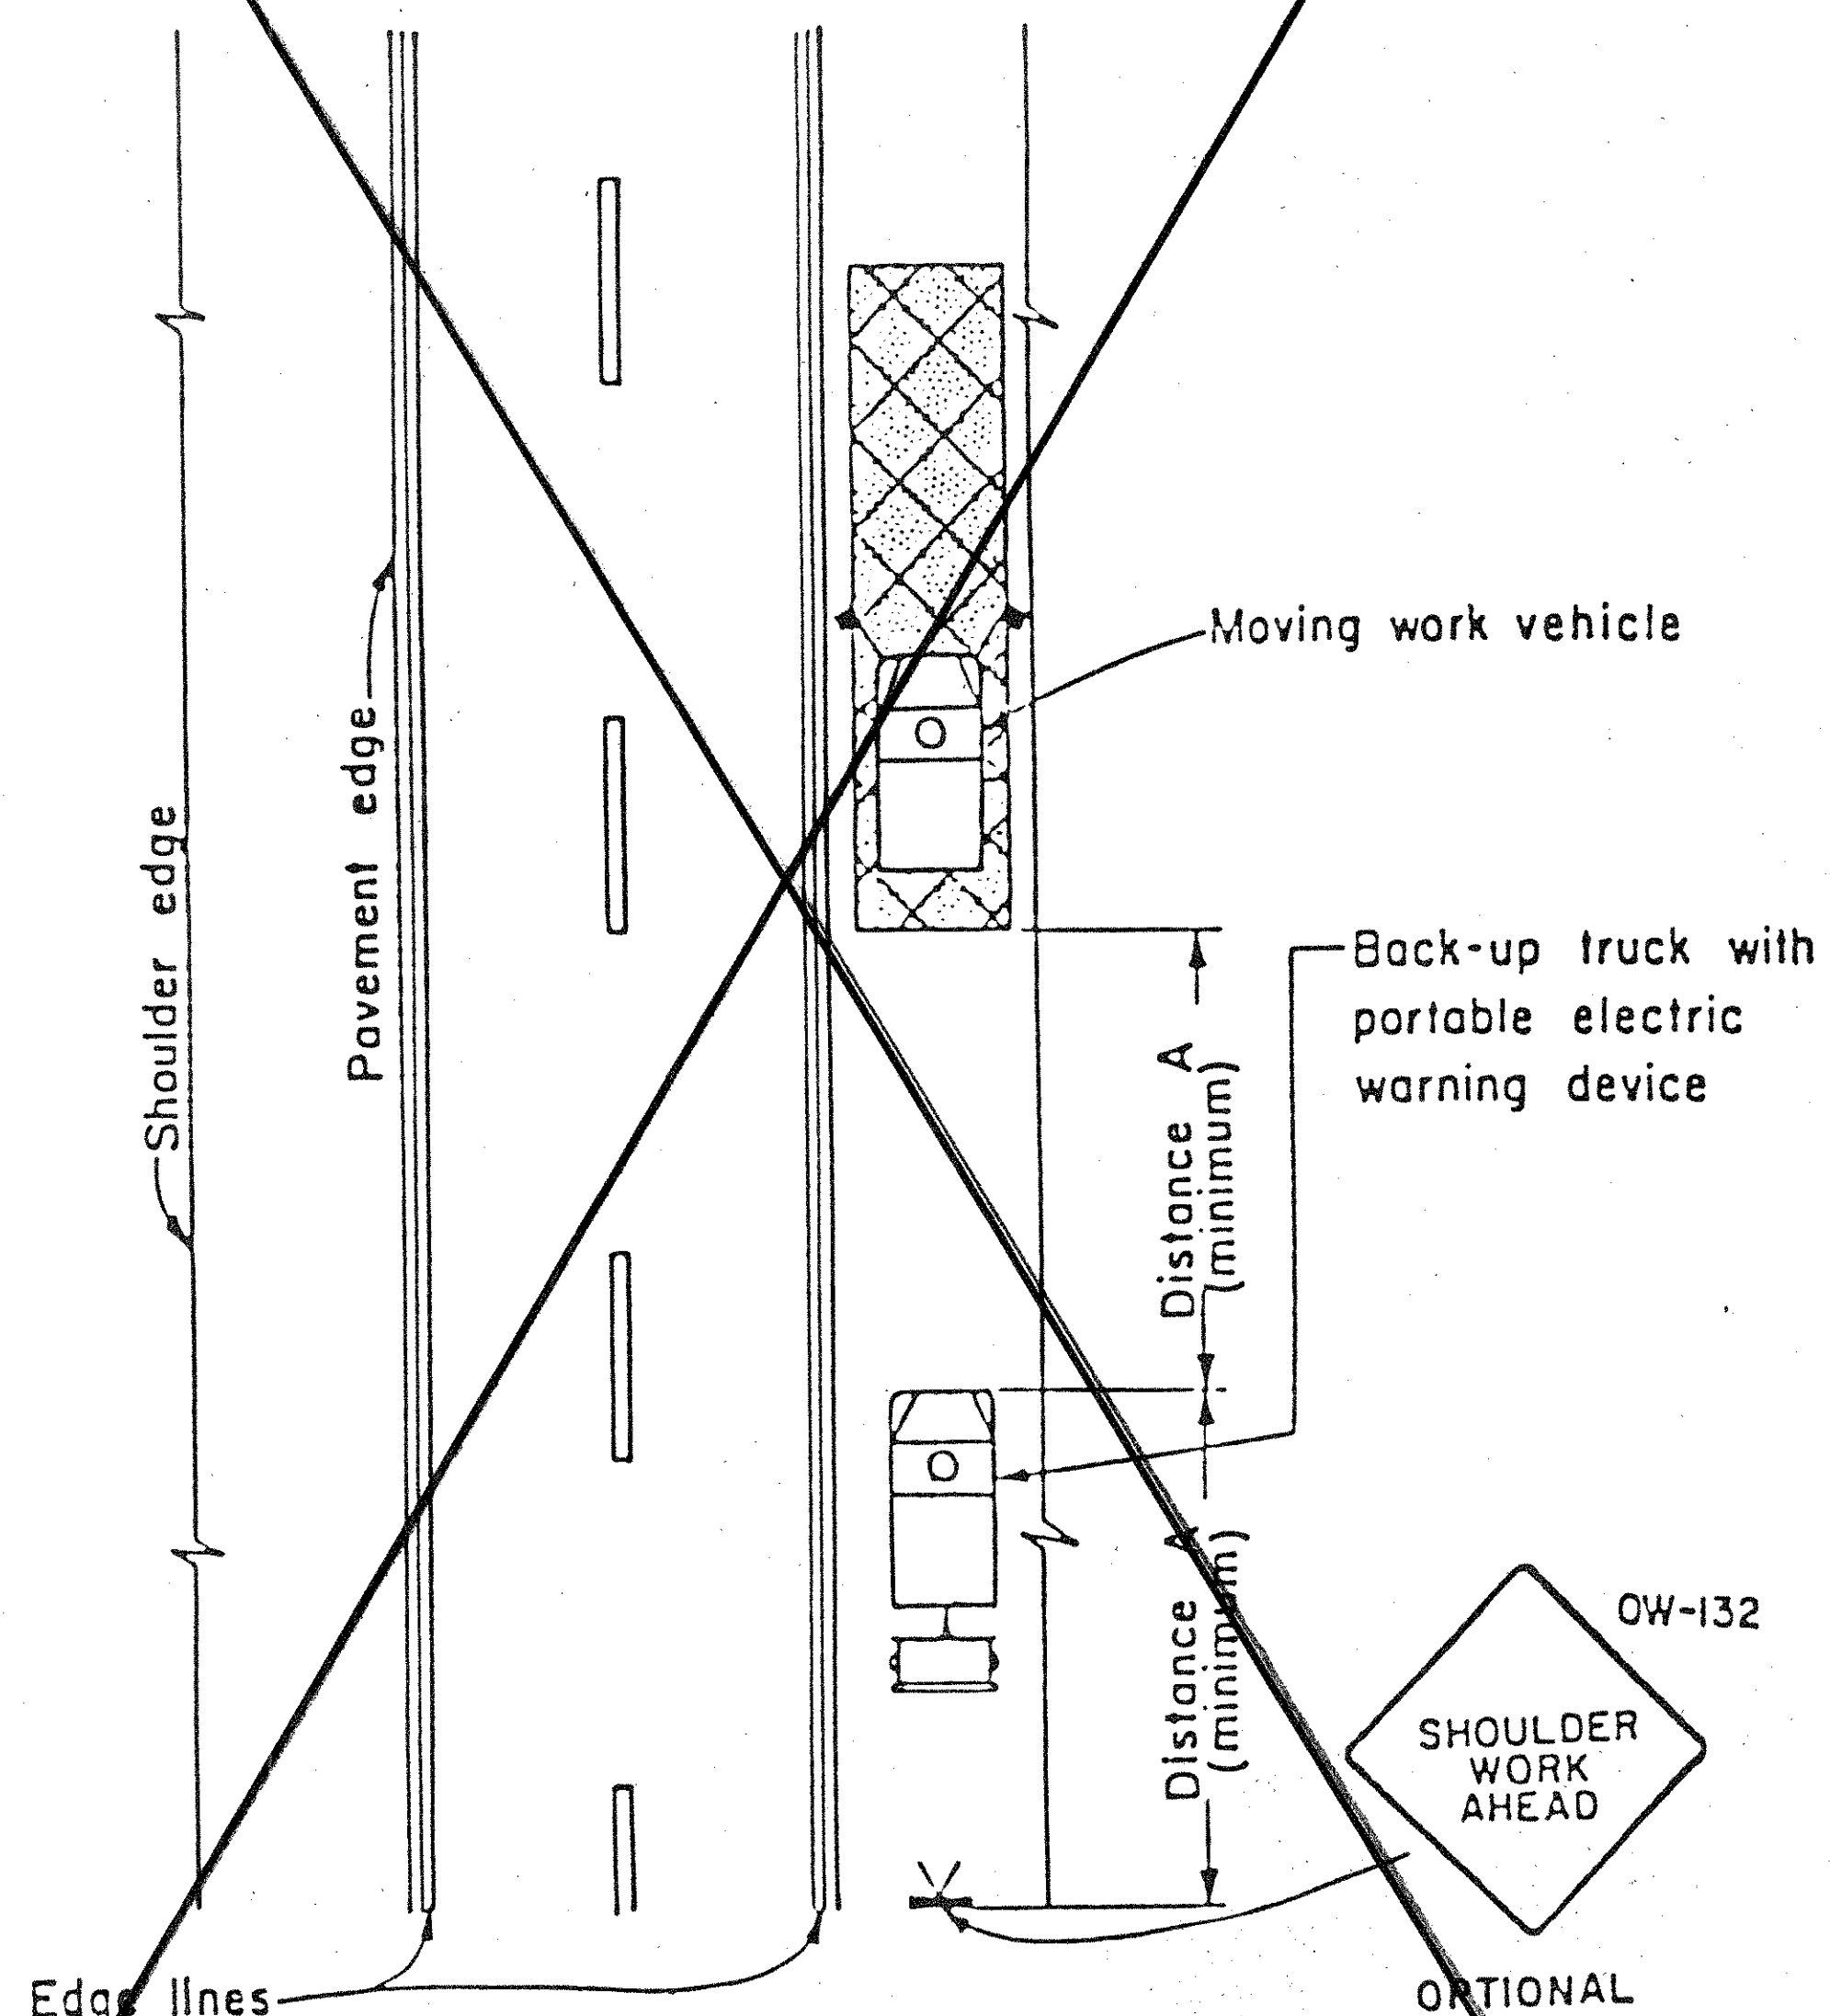 Moving work vehicle
Pavement edge
Shoulder edge
Back-up truck with
portable electric
warning device
Distance A
(minimum)
OW-132
Distance A
(minimum)
SHOULDER
WORK
AHEAD
Edge lines
OPTIONAL